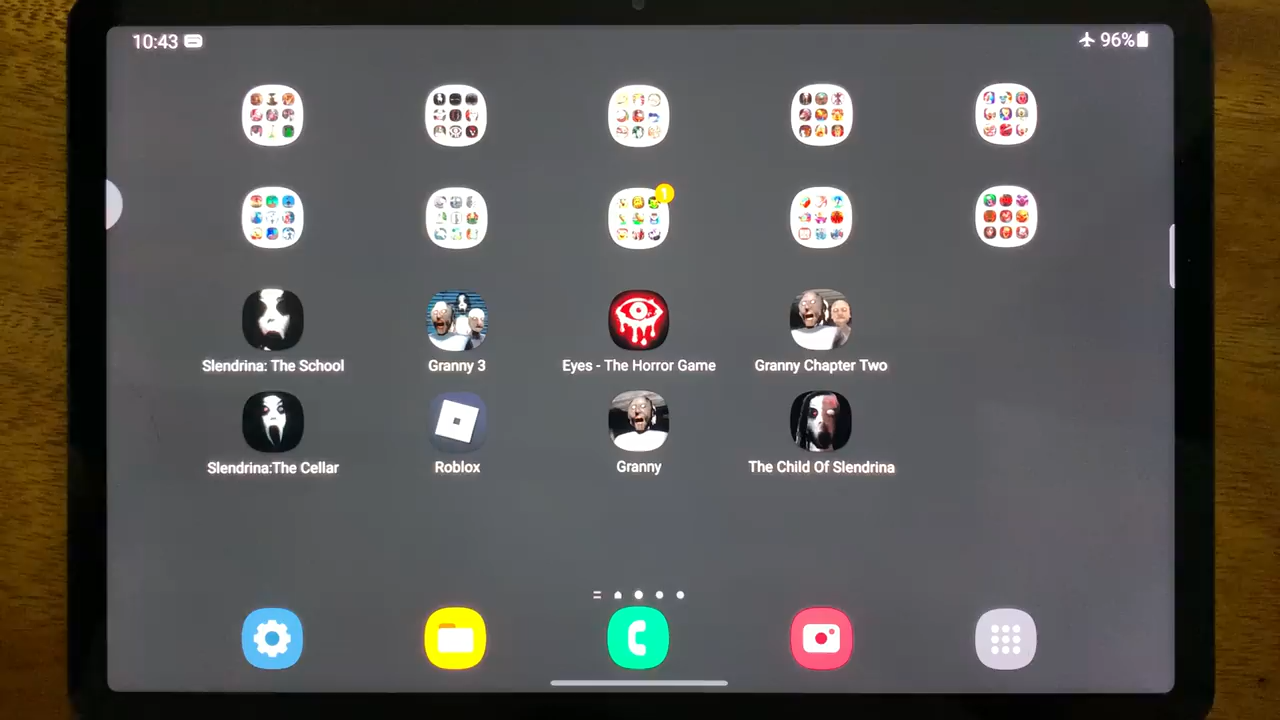 10:43
96%
1
Slendrina: The School
Granny 3
Eyes - The Horror Game
Granny Chapter Two
Slendrina:The Cellar
Roblox
Granny
The Child Of Slendrina